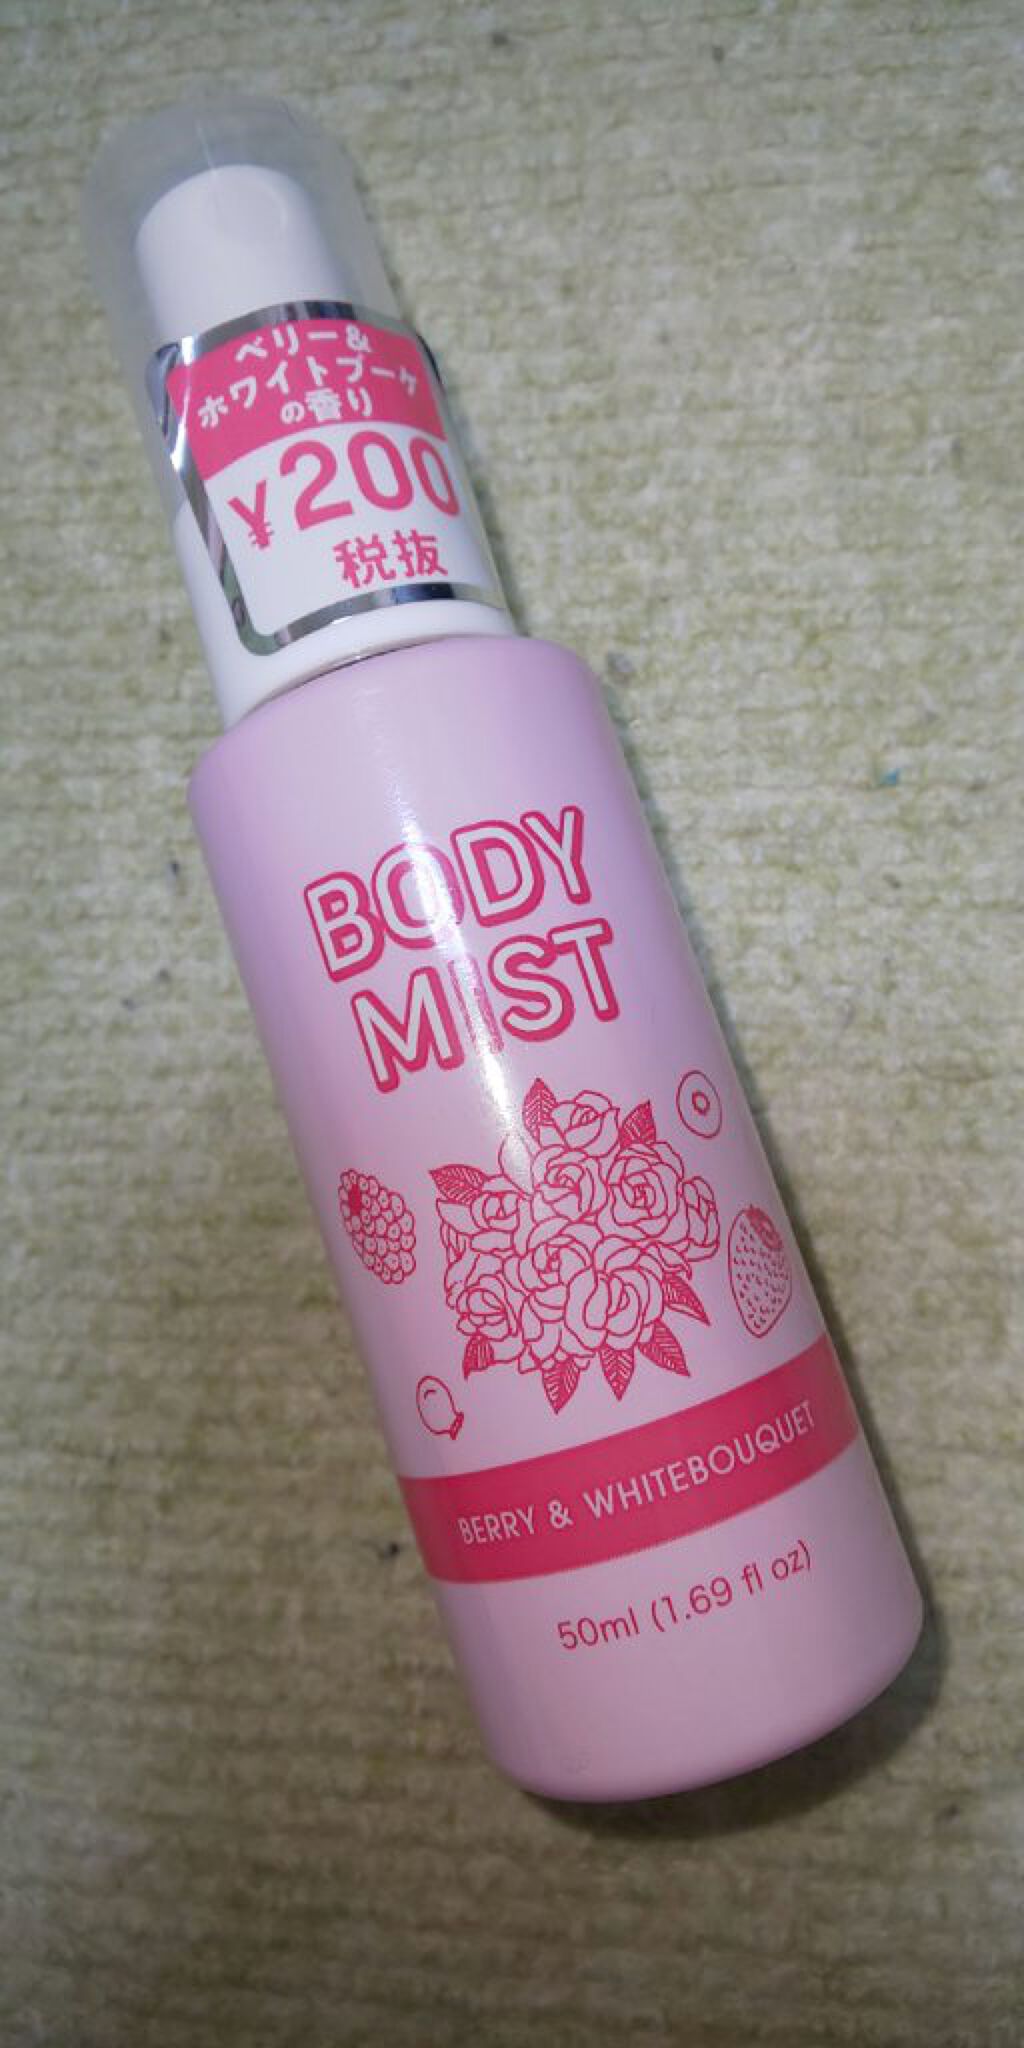 ベリー&
ホワイトブーケ
の香り
¥200
税抜
BODY
MIST
BERRY & WHITEBOUQUET
50ml (1.69 fl oz)